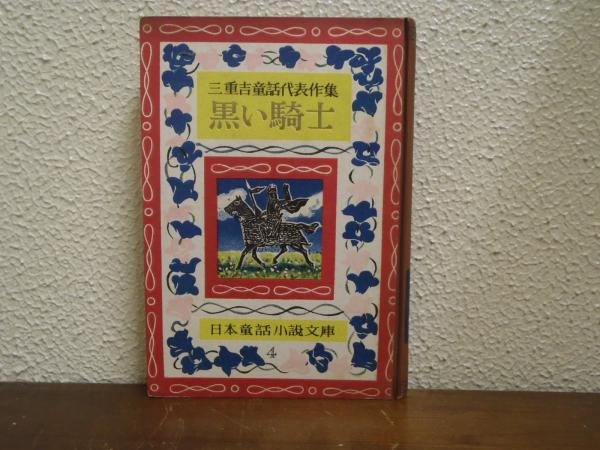 三重吉童話代表作集
黒い騎士
日本童話小説文庫
4